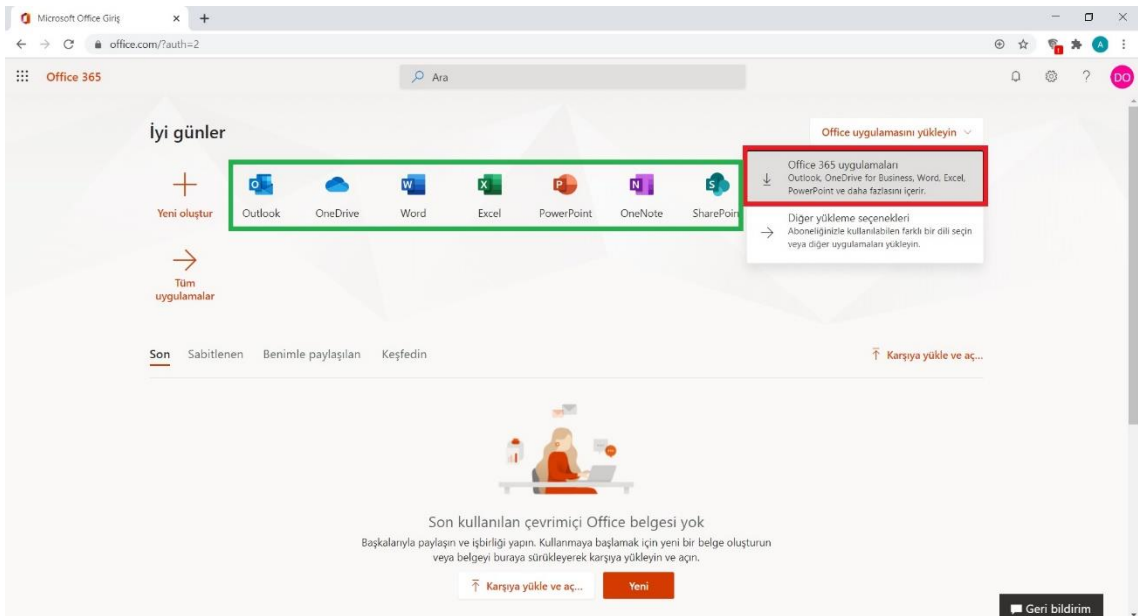 Microsoft Office Giriş
office.com/?auth=2
A
Office 365
Ara
DO
İyi günler
Office uygulamasını yükleyin
Office 365 uygulamaları
Outlook, OneDrive for Business, Word, Excel,
PowerPoint ve daha fazlasını içerir.
Yeni oluştur
Outlook
OneDrive
Word
Excel
PowerPoint
OneNote
SharePoin
Diğer yükleme seçenekleri
Aboneliğinizle kullanılabilen farklı bir dili seçin
veya diğer uygulamaları yükleyin.
Tüm
uygulamalar
Son
Sabitlenen
Benimle paylaşılan
Keşfedin
Karşıya yükle ve aç...
Son kullanılan çevrimiçi Office belgesi yok
Başkalarıyla paylaşın ve işbirliği yapın. Kullanmaya başlamak için yeni bir belge oluşturun
veya belgeyi buraya sürükleyerek karşıya yükleyin ve açın.
Karşıya yükle ve aç...
Yeni
Geri bildirim